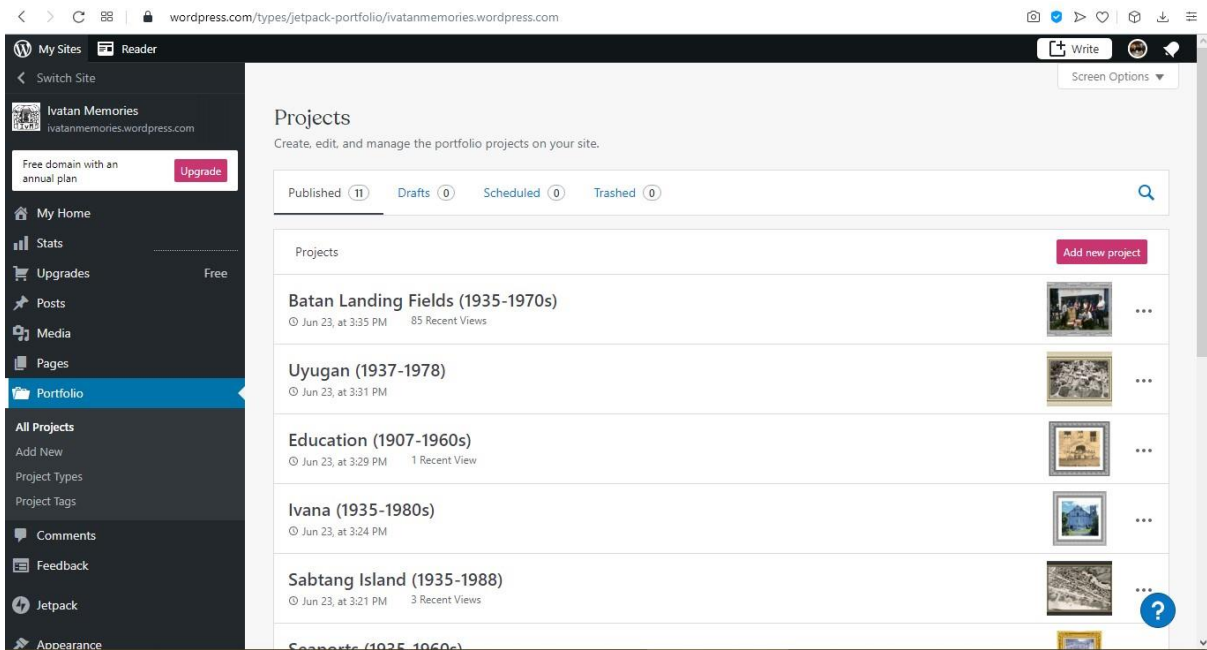 wordpress.com/types/jetpack-portfolio/ivatanmemories.wordpress.com
My Sites
Reader
Write
Switch Site
Screen Options ▼
Ivatan Memories
ivatanmemories.wordpress.com
Free domain with an
annual plan
Upgrade
My Home
Stats
Upgrades Free
Posts
Media
Pages
Portfolio
All Projects
Add New
Project Types
Project Tags
Comments
Feedback
Jetpack
Appearance
Projects
Create, edit, and manage the portfolio projects on your site.
Published 11 Drafts 0 Scheduled 0 Trashed 0
Projects
Add new project
Batan Landing Fields (1935-1970s)
Jun 23, at 3:35 PM 85 Recent Views
Uyugan (1937-1978)
Jun 23, at 3:31 PM
Education (1907-1960s)
Jun 23, at 3:29 PM 1 Recent View
Ivana (1935-1980s)
Jun 23, at 3:24 PM
Sabtang Island (1935-1988)
Jun 23, at 3:21 PM 3 Recent Views
?
Seaports (1935-1960s)